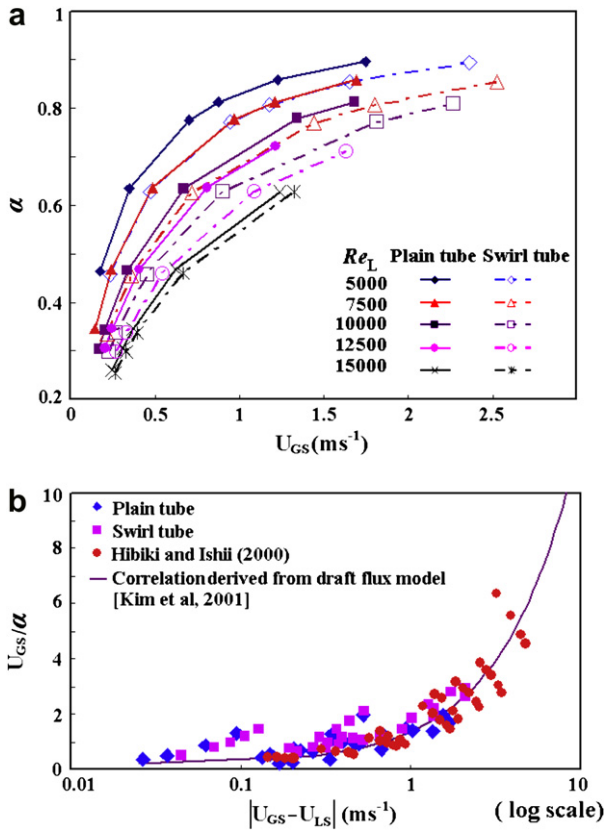 a
1
0.8
0.6
0.4
0.2
α
0 0.5 1 1.5 2 2.5
U_GS(ms⁻¹)
Re_L Plain tube Swirl tube
5000
7500
10000
12500
15000
b
10
8
6
4
2
0
U_GS/α
Plain tube
Swirl tube
Hibiki and Ishii (2000)
Correlation derived from draft flux model
[Kim et al, 2001]
0.01 0.1 1 10
|U_GS−U_LS| (ms⁻¹) ( log scale)